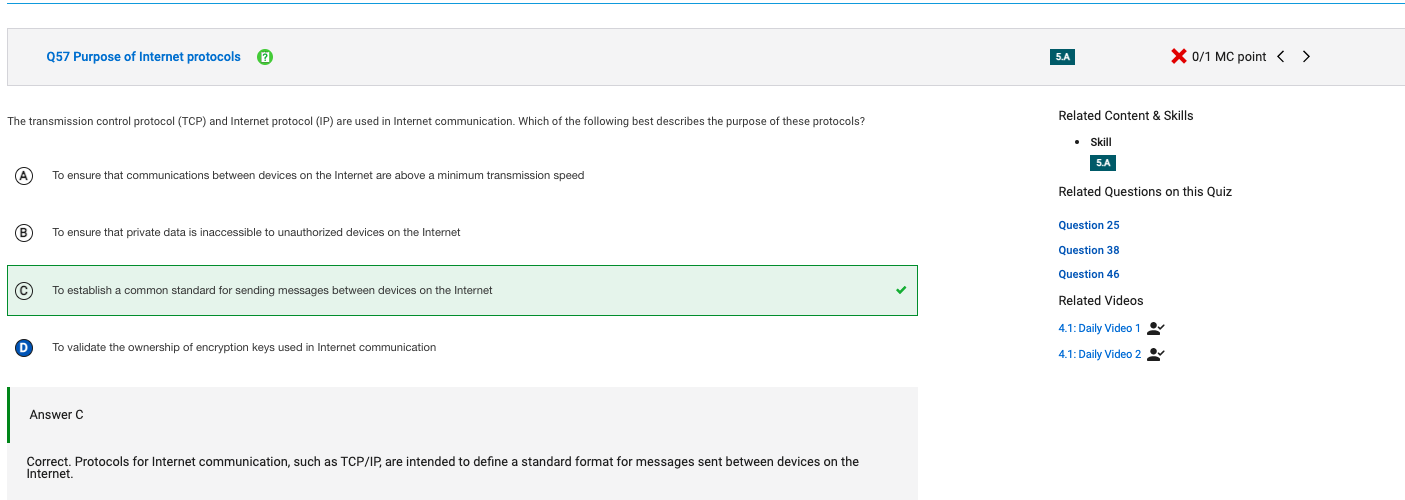 Q57 Purpose of Internet protocols
5.A
0/1 MC point
The transmission control protocol (TCP) and Internet protocol (IP) are used in Internet communication. Which of the following best describes the purpose of these protocols?
A To ensure that communications between devices on the Internet are above a minimum transmission speed
B To ensure that private data is inaccessible to unauthorized devices on the Internet
C To establish a common standard for sending messages between devices on the Internet
D To validate the ownership of encryption keys used in Internet communication
Answer C
Correct. Protocols for Internet communication, such as TCP/IP, are intended to define a standard format for messages sent between devices on the
Internet.
Related Content & Skills
Skill
5.A
Related Questions on this Quiz
Question 25
Question 38
Question 46
Related Videos
4.1: Daily Video 1
4.1: Daily Video 2